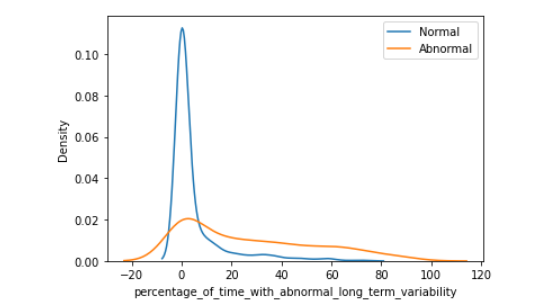 Normal
Abnormal
Density
0.10
0.08
0.06
0.04
0.02
0.00
−20 0 20 40 60 80 100 120
percentage_of_time_with_abnormal_long_term_variability